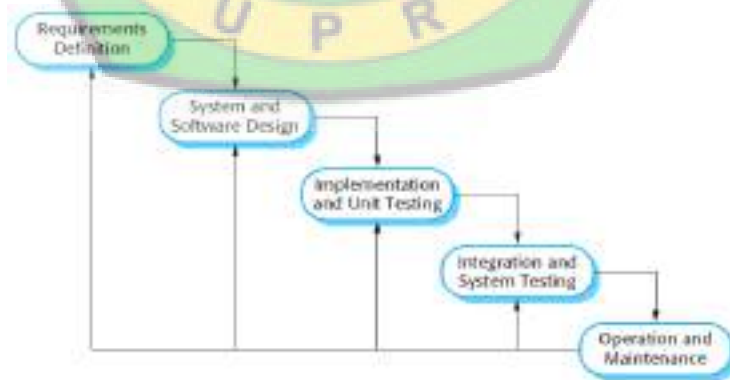 U P R
Requirements
Definition
System and
Software Design
Implementation
and Unit Testing
Integration and
System Testing
Operation and
Maintenance